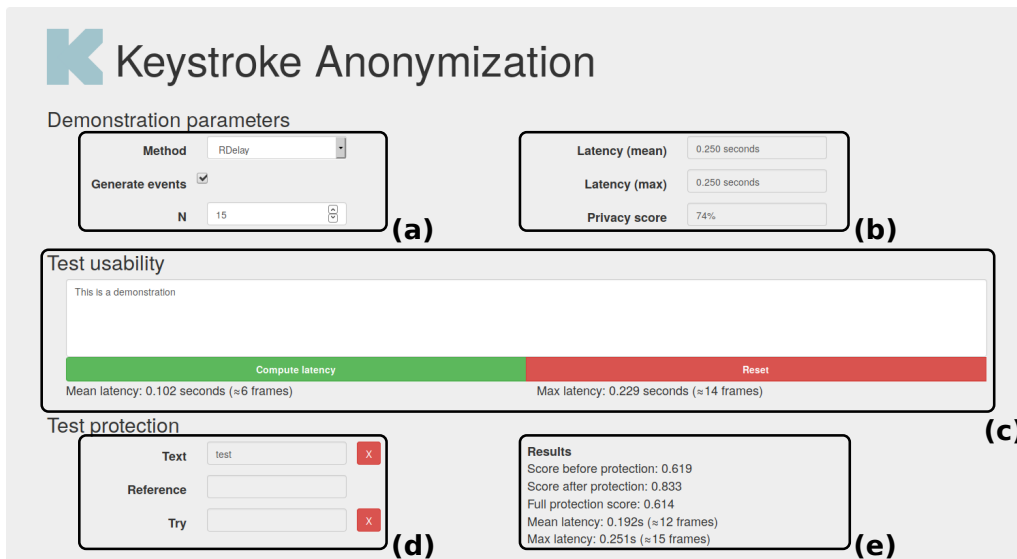 K Keystroke Anonymization
Demonstration parameters
Method RDelay
Generate events
N 15
(a)
Latency (mean) 0.250 seconds
Latency (max) 0.250 seconds
Privacy score 74%
(b)
Test usability
This is a demonstration
Compute latency Reset
Mean latency: 0.102 seconds (≈6 frames) Max latency: 0.229 seconds (≈14 frames)
(c)
Test protection
Text test X
Reference
Try X
(d)
Results
Score before protection: 0.619
Score after protection: 0.833
Full protection score: 0.614
Mean latency: 0.192s (≈12 frames)
Max latency: 0.251s (≈15 frames)
(e)